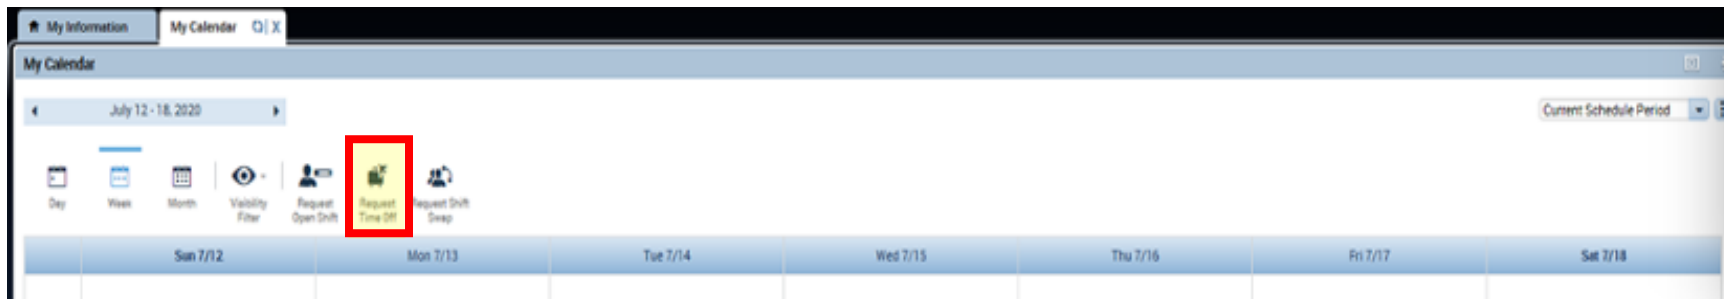 My Information
My Calendar X
My Calendar
July 12 - 18, 2020
Current Schedule Period
Day
Week
Month
Visibility
Filter
Request
Open Shift
Request
Time Off
Request Shift
Swap
Sun 7/12
Mon 7/13
Tue 7/14
Wed 7/15
Thu 7/16
Fri 7/17
Sat 7/18